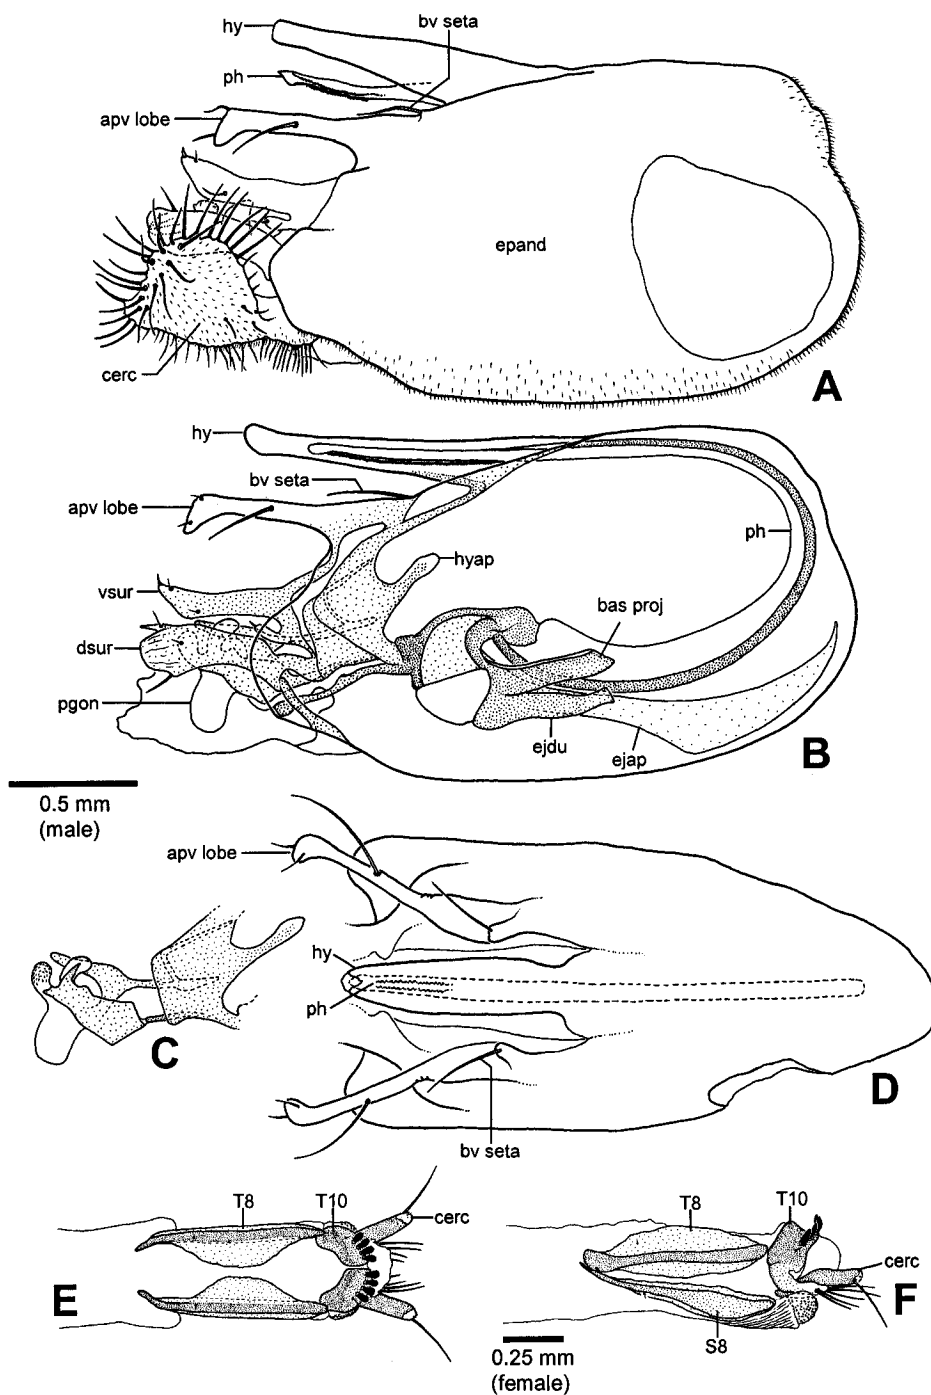 hy
bv seta
ph
apv lobe
epand
cerc
A
hy
bv seta
apv lobe
ph
hyap
vsur
bas proj
dsur
pgon
ejdu
ejap
B
0.5 mm
(male)
apv lobe
hy
ph
C
D
bv seta
T8
T10
cerc
E
T8
T10
cerc
F
S8
0.25 mm
(female)